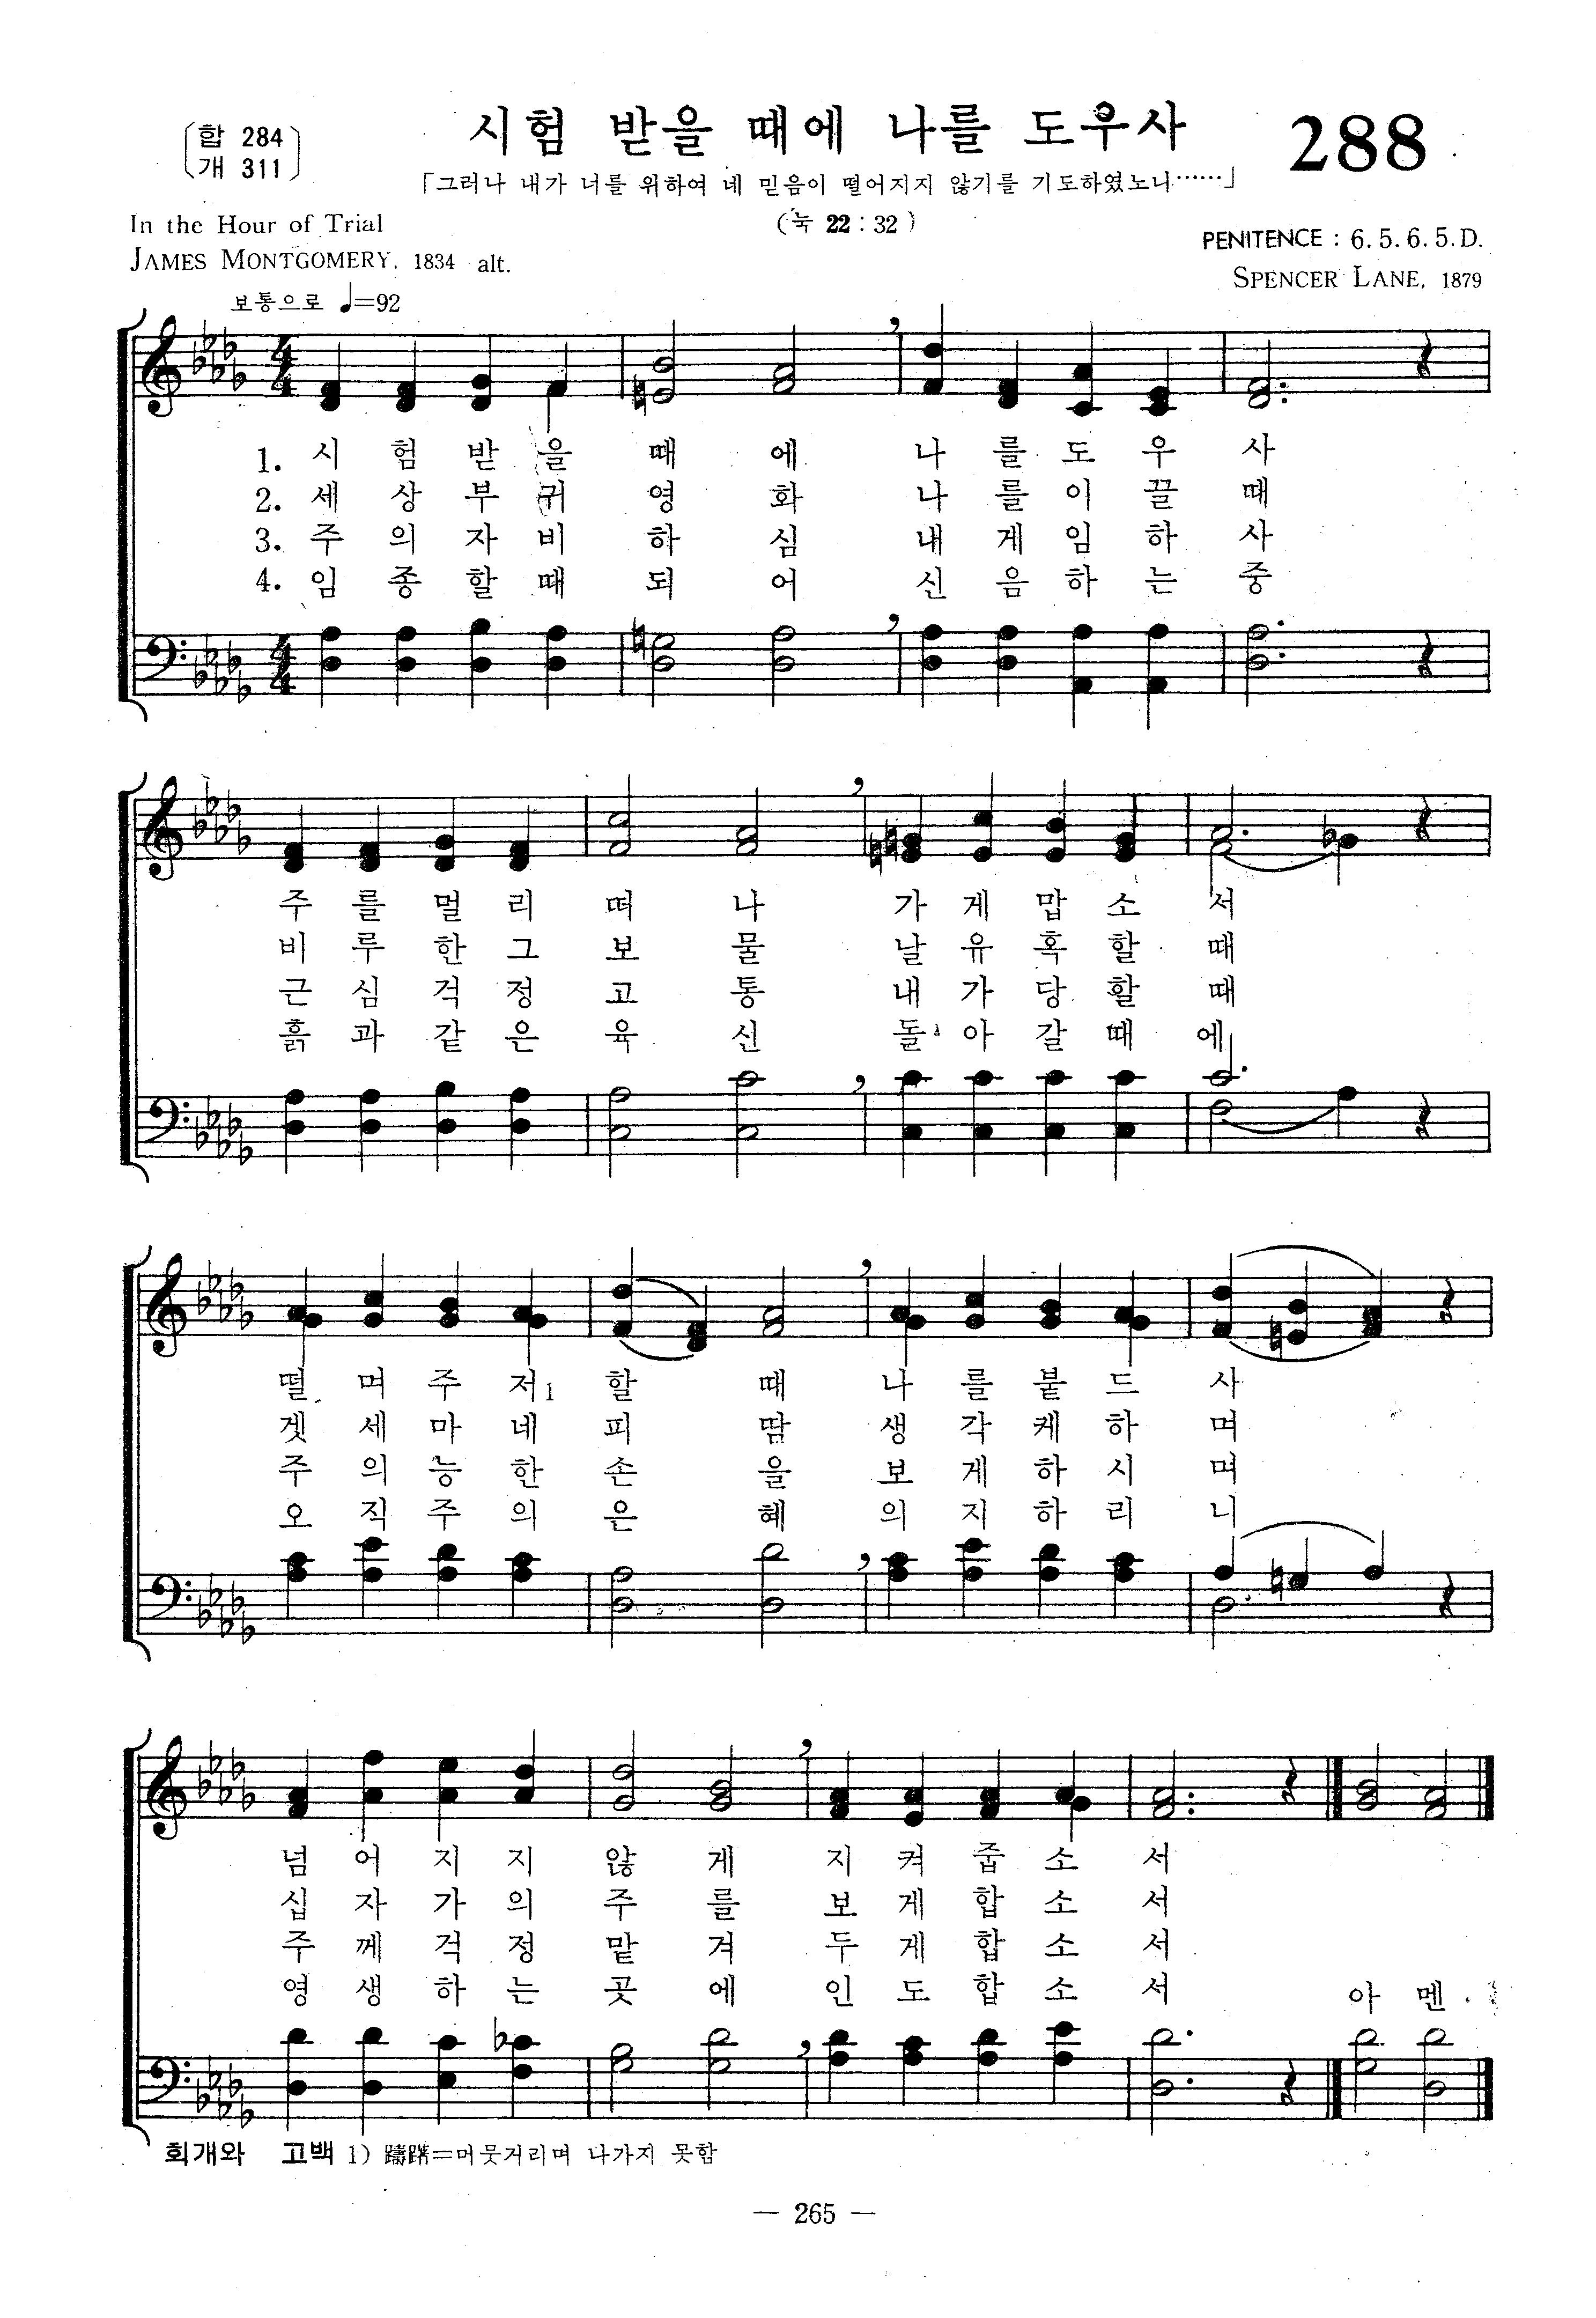 합 284
개 311
시험 받을 때에 나를 도우사
288
「그러나 내가 너를 위하여 네 믿음이 떨어지지 않기를 기도하였노니……」
(눅 22 : 32)
In the Hour of Trial
JAMES MONTGOMERY, 1834 alt.
PENITENCE : 6. 5. 6. 5. D.
SPENCER LANE, 1879
보통으로 ♩=92
1. 시 험 받 을 때 에 나 를 도 우 사
2. 세 상 부 귀 영 화 나 를 이 끌 때
3. 주 의 자 비 하 심 내 게 임 하 사
4. 임 종 할 때 되 어 신 음 하 는 중
주 를 멀 리 떠 나 가 게 맙 소 서
비 루 한 그 보 물 날 유 혹 할 때
근 심 걱 정 고 통 내 가 당 할 때
흙 과 같 은 육 신 돌 아 갈 때 에
떨 며 주 저1 할 때 나 를 붙 드 사
겟 세 마 네 피 땀 생 각 케 하 며
주 의 능 한 손 을 보 게 하 시 며
오 직 주 의 은 혜 의 지 하 리 니
넘 어 지 지 않 게 지 켜 줍 소 서
십 자 가 의 주 를 보 게 합 소 서
주 께 걱 정 맡 겨 두 게 합 소 서
영 생 하 는 곳 에 인 도 합 소 서 아 멘
회개와 고백 1) 躊躇=머뭇거리며 나가지 못함
— 265 —